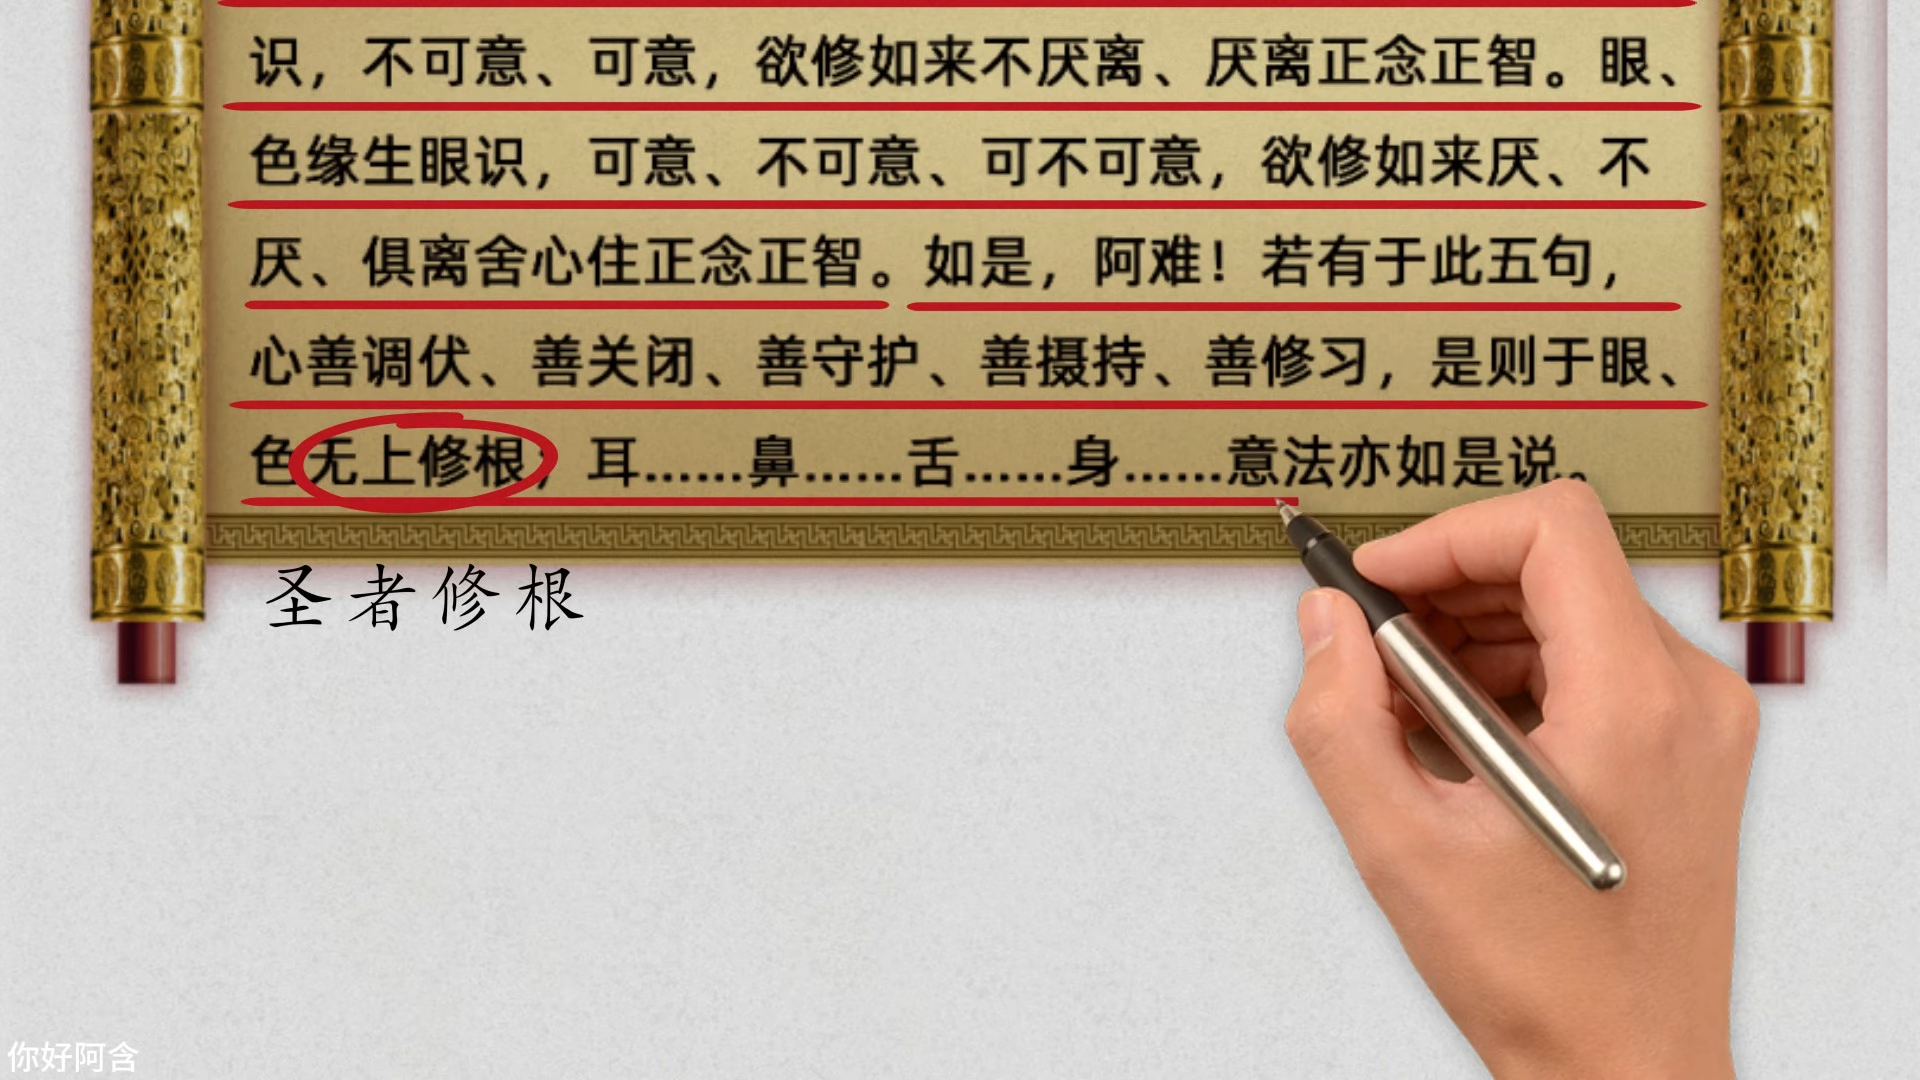 识，不可意、可意，欲修如来不厌离、厌离正念正智。眼、
色缘生眼识，可意、不可意、可不可意，欲修如来厌、不
厌、俱离舍心住正念正智。如是，阿难！若有于此五句，
心善调伏、善关闭、善守护、善摄持、善修习，是则于眼、
色无上修根；耳……鼻……舌……身……意法亦如是说。
圣者修根
你好阿含